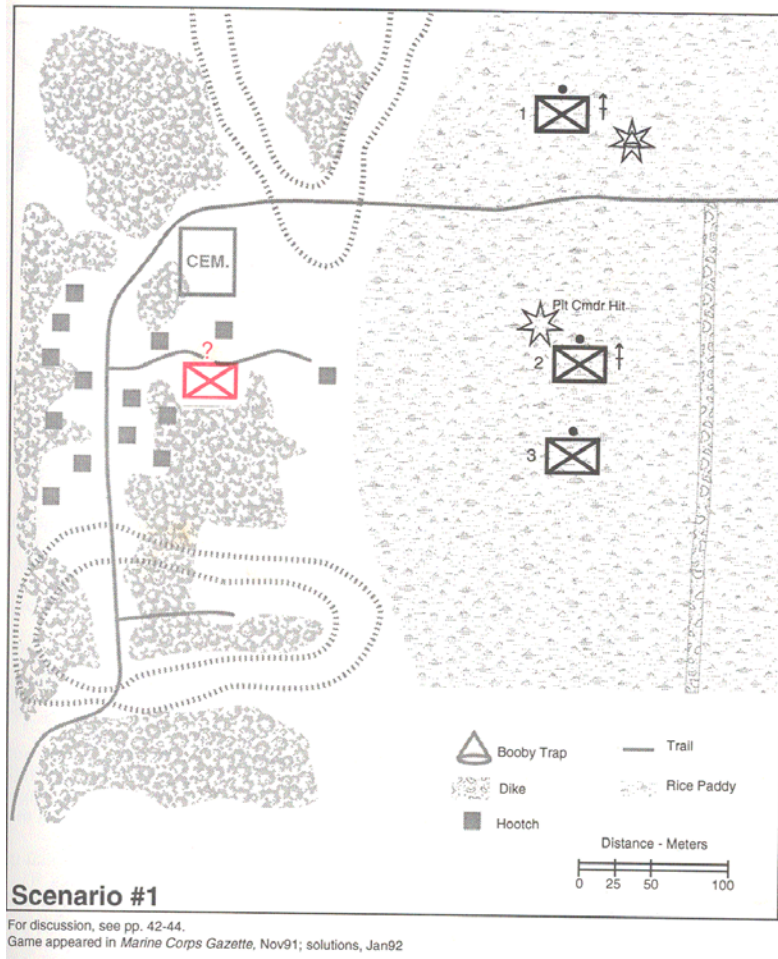 1
Plt Cmdr Hit
CEM.
?
2
3
Booby Trap
Trail
Dike
Rice Paddy
Hootch
Distance - Meters
0 25 50 100
Scenario #1
For discussion, see pp. 42-44.
Game appeared in Marine Corps Gazette, Nov91; solutions, Jan92